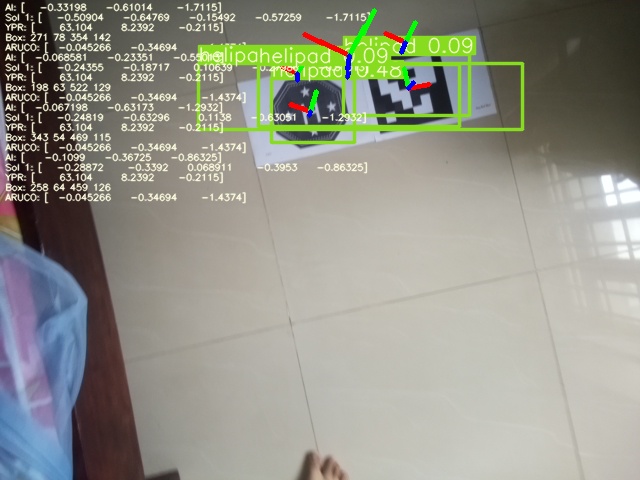 AI: [ -0.33198 -0.61014 -1.7115]
Sol 1: [ -0.50904 -0.64769 -0.15492 -0.57259 -1.7115]
YPR: [ 63.104 8.2392 -0.2115]
Box: 271 78 354 142
ARUCO: [ -0.045266 -0.34694
helipad 0.09
AI: [ -0.068581 -0.23351
helipad 0.09
Sol 1: [ -0.24355 -0.18717 0.10639
helipad 0.48
YPR: [ 63.104 8.2392 -0.2115]
Box: 198 63 522 129
ARUCO: [ -0.045266 -0.34694 -1.4374]
AI: [ -0.067198 -0.63173 -1.2932]
Sol 1: [ -0.24819 -0.63296 0.1138 -0.63051 -1.2932]
YPR: [ 63.104 8.2392 -0.2115]
Box: 343 54 469 115
ARUCO: [ -0.045266 -0.34694 -1.4374]
AI: [ -0.1099 -0.36725 -0.86325]
Sol 1: [ -0.28872 -0.3392 0.068911 -0.3953 -0.86325]
YPR: [ 63.104 8.2392 -0.2115]
Box: 258 64 459 126
ARUCO: [ -0.045266 -0.34694 -1.4374]